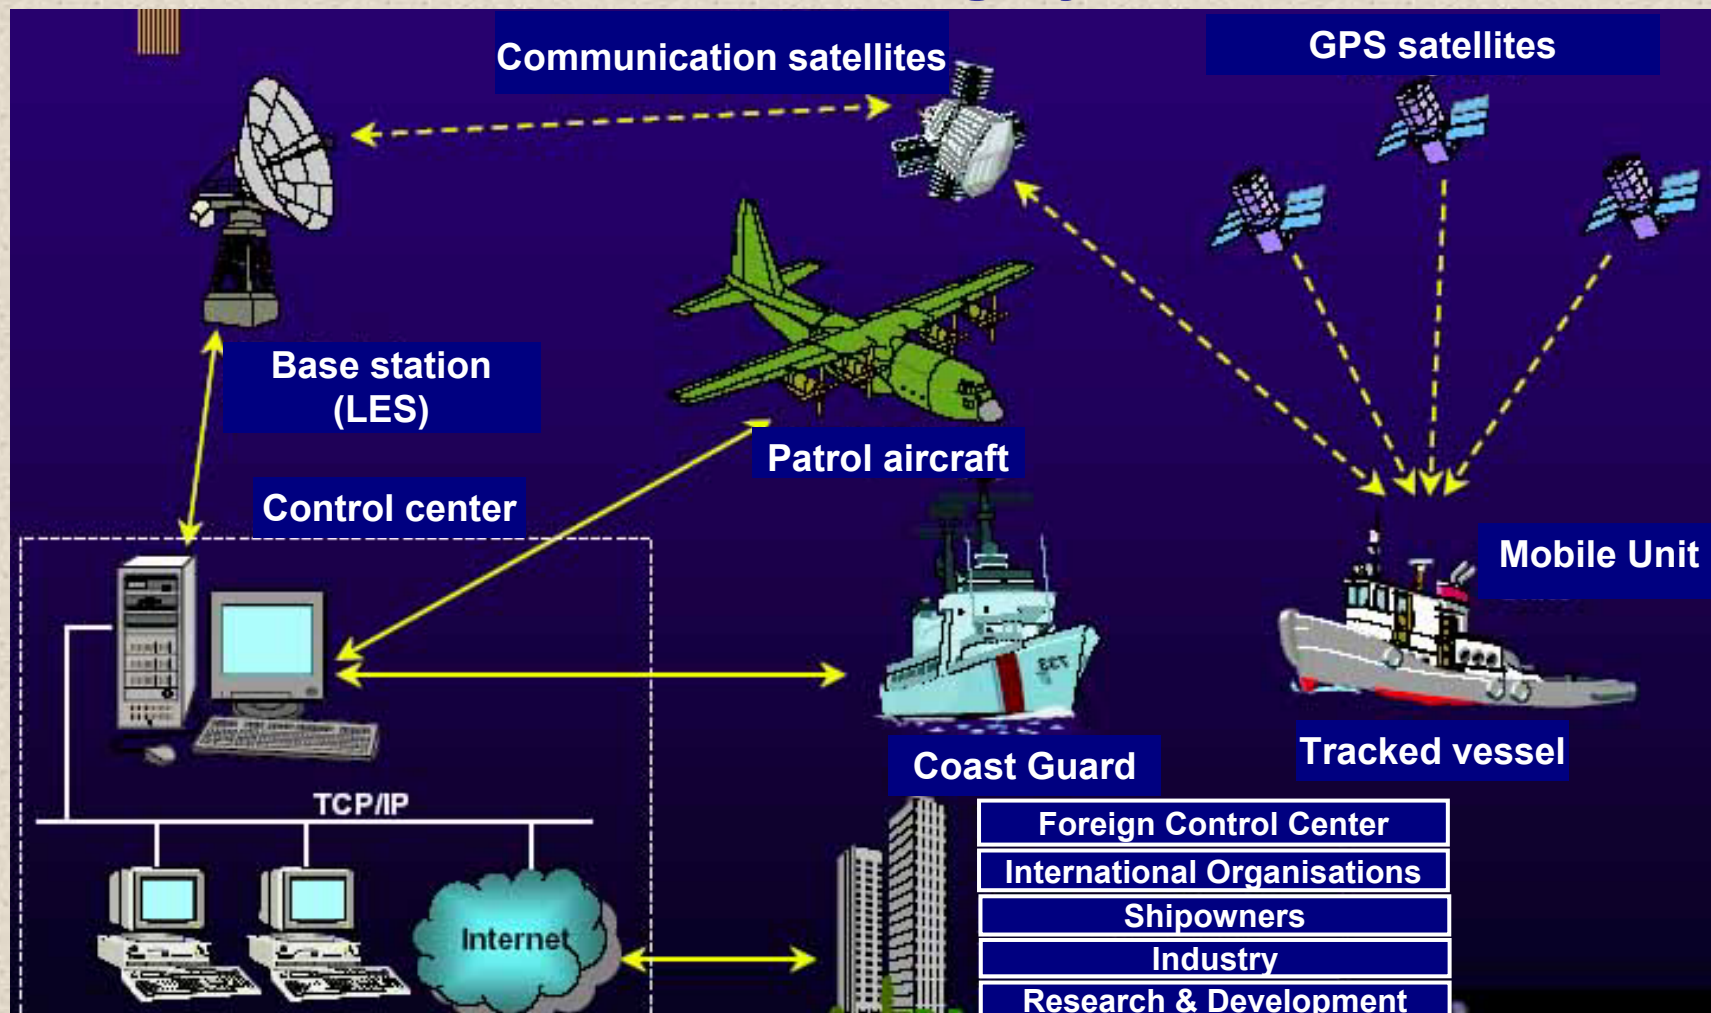 Communication satellites
GPS satellites
Base station
(LES)
Patrol aircraft
Control center
Mobile Unit
Coast Guard
Tracked vessel
TCP/IP
Internet
Foreign Control Center
International Organisations
Shipowners
Industry
Research & Development